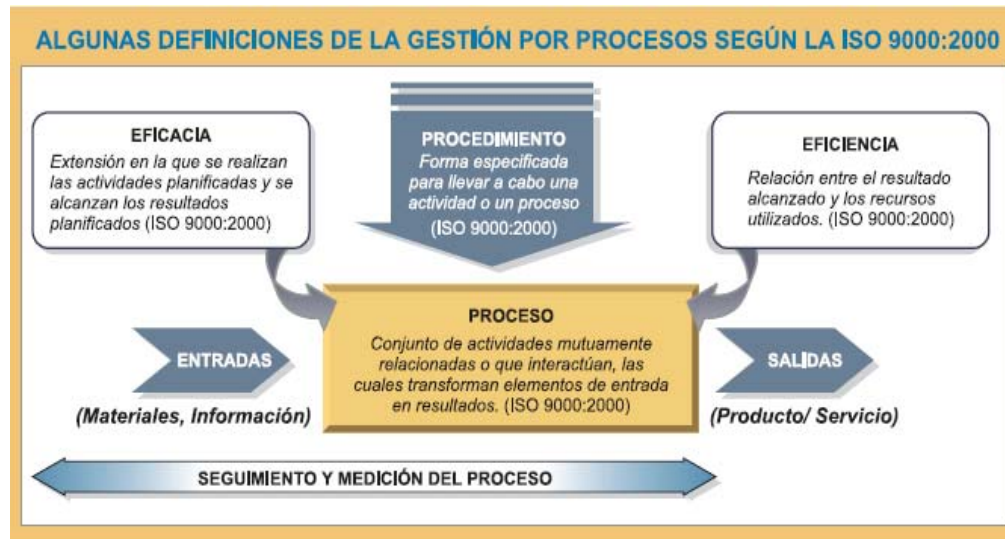 ALGUNAS DEFINICIONES DE LA GESTIÓN POR PROCESOS SEGÚN LA ISO 9000:2000
EFICACIA
Extensión en la que se realizan
las actividades planificadas y se
alcanzan los resultados
planificados (ISO 9000:2000)
PROCEDIMIENTO
Forma especificada
para llevar a cabo una
actividad o un proceso
(ISO 9000:2000)
EFICIENCIA
Relación entre el resultado
alcanzado y los recursos
utilizados. (ISO 9000:2000)
ENTRADAS
(Materiales, Información)
PROCESO
Conjunto de actividades mutuamente
relacionadas o que interactúan, las
cuales transforman elementos de entrada
en resultados. (ISO 9000:2000)
SALIDAS
(Producto/ Servicio)
SEGUIMIENTO Y MEDICIÓN DEL PROCESO